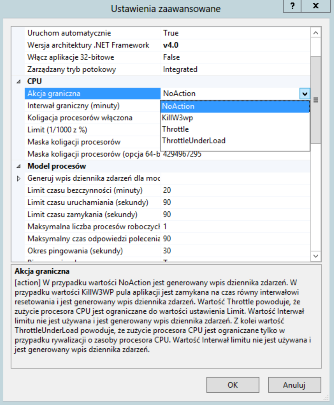 Ustawienia zaawansowane
?
Uruchom automatycznie True
Wersja architektury .NET Framework v4.0
Włącz aplikacje 32-bitowe False
Zarządzany tryb potokowy Integrated
CPU
Akcja graniczna NoAction
Interwał graniczny (minuty) NoAction
Koligacja procesorów włączona KillW3wp
Limit (1/1000 z %) Throttle
Maska koligacji procesorów ThrottleUnderLoad
Maska koligacji procesorów (opcja 64-b 4294967295
Model procesów
Generuj wpis dziennika zdarzeń dla moc
Limit czasu bezczynności (minuty) 20
Limit czasu uruchamiania (sekundy) 90
Limit czasu zamykania (sekundy) 90
Maksymalna liczba procesów roboczych 1
Maksymalny czas odpowiedzi polecenia 90
Okres pingowania (sekundy) 30
Akcja graniczna
[action] W przypadku wartości NoAction jest generowany wpis dziennika zdarzeń. W
przypadku wartości KillW3WP pula aplikacji jest zamykana na czas równy interwałowi
resetowania i jest generowany wpis dziennika zdarzeń. Wartość Throttle powoduje, że
zużycie procesora CPU jest ograniczane do wartości ustawienia Limit. Wartość Interwał
limitu nie jest używana i jest generowany wpis dziennika zdarzeń. Z kolei wartość
ThrottleUnderLoad powoduje, że zużycie procesora CPU jest ograniczane tylko w
przypadku rywalizacji o zasoby procesora CPU. Wartość Interwał limitu nie jest używana i
jest generowany wpis dziennika zdarzeń.
OK Anuluj